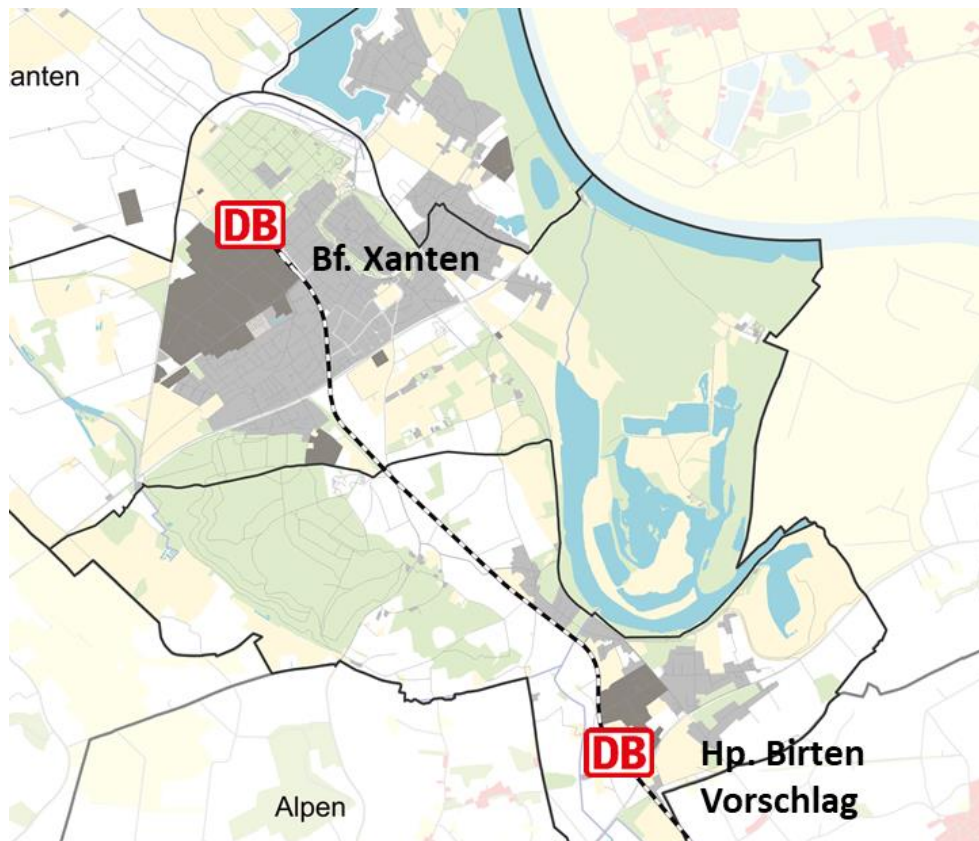 anten
DB
Bf. Xanten
DB
Hp. Birten
Vorschlag
Alpen